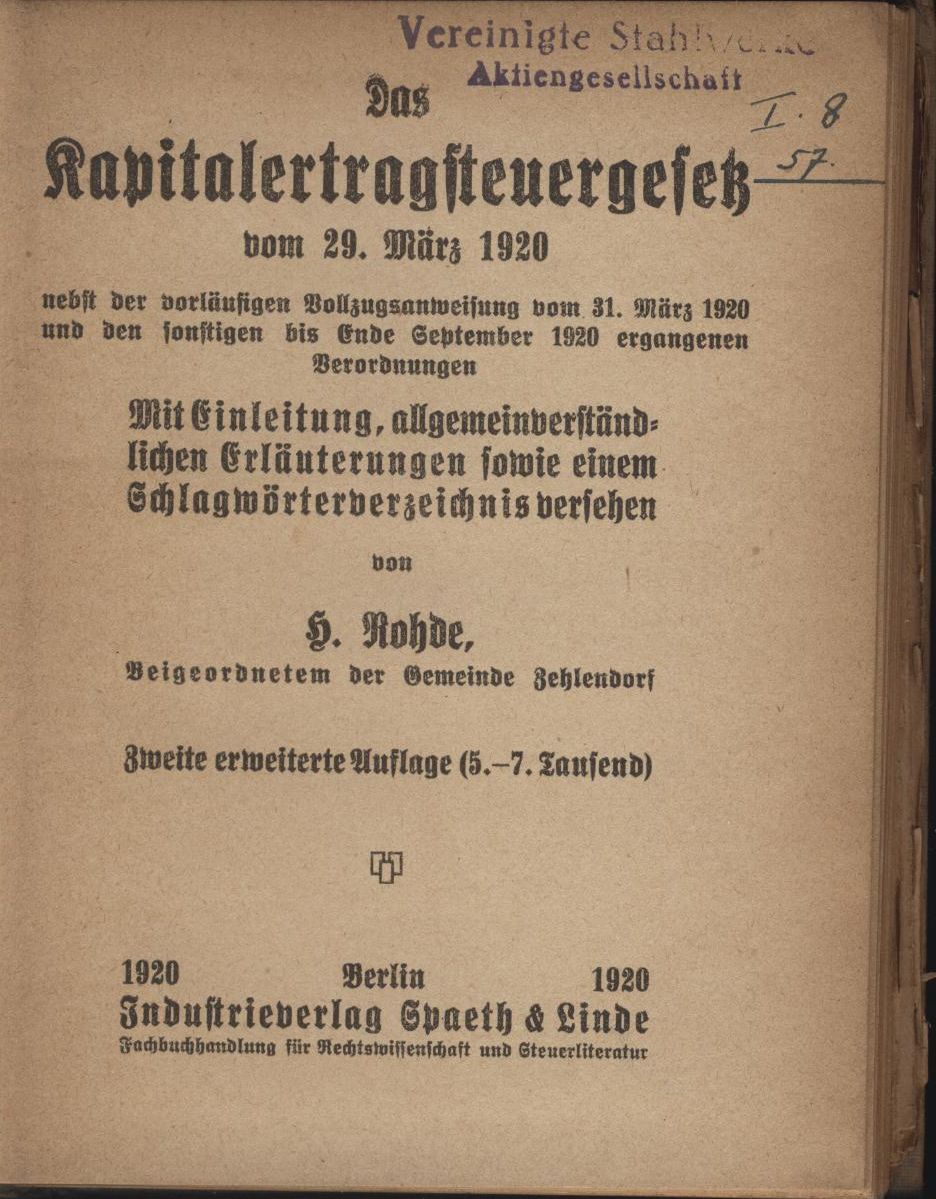 Vereinigte Stahlwerke
Aktiengesellschaft
Das
I. 8
Kapitalertragsteuergesetz
57.
vom 29. März 1920
nebst der vorläufigen Vollzugsanweisung vom 31. März 1920
und den sonstigen bis Ende September 1920 ergangenen
Verordnungen
Mit Einleitung, allgemeinverständ-
lichen Erläuterungen sowie einem
Schlagwörterverzeichnis versehen
von
H. Rohde,
Beigeordnetem der Gemeinde Zehlendorf
Zweite erweiterte Auflage (5.–7. Tausend)
1920 Berlin 1920
Industrieverlag Spaeth & Linde
Fachbuchhandlung für Rechtswissenschaft und Steuerliteratur